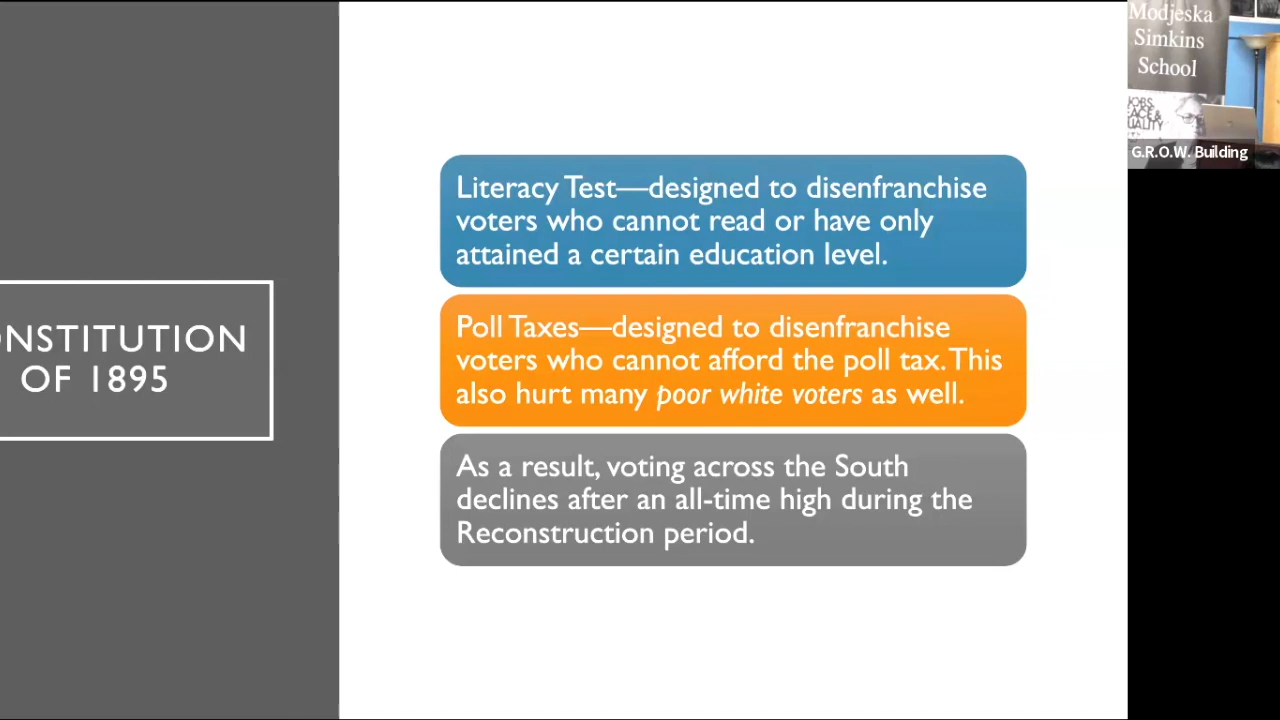 ONSTITUTION
OF 1895
Literacy Test—designed to disenfranchise
voters who cannot read or have only
attained a certain education level.
Poll Taxes—designed to disenfranchise
voters who cannot afford the poll tax. This
also hurt many poor white voters as well.
As a result, voting across the South
declines after an all-time high during the
Reconstruction period.
Modjeska
Simkins
School
JOBS,
EACE &
UALITY
G.R.O.W. Building